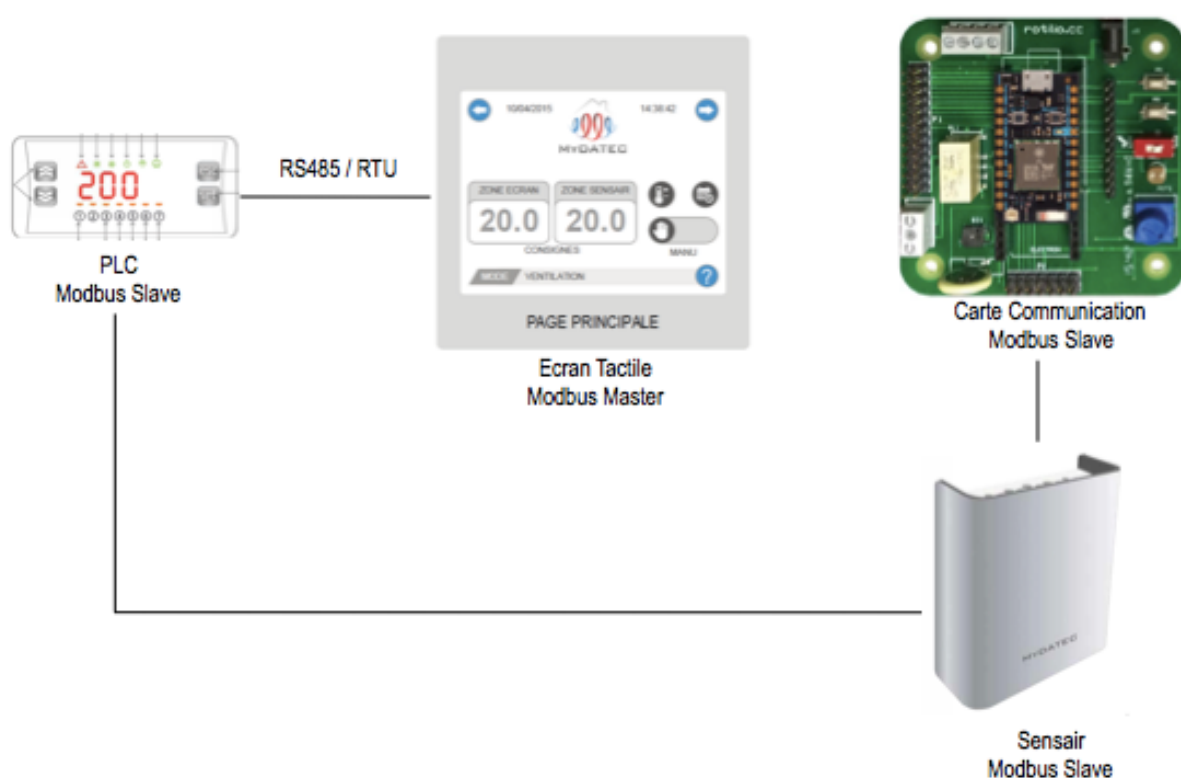 rotilo.cc
10/04/2015
14:38:42
MYDATEC
RS485 / RTU
200
ZONE ECRAN
ZONE SENSAIR
20.0
20.0
CONSIGNES
MANU
MODE
VENTILATION
?
PAGE PRINCIPALE
PLC
Modbus Slave
Ecran Tactile
Modbus Master
Carte Communication
Modbus Slave
MYDATEC
Sensair
Modbus Slave